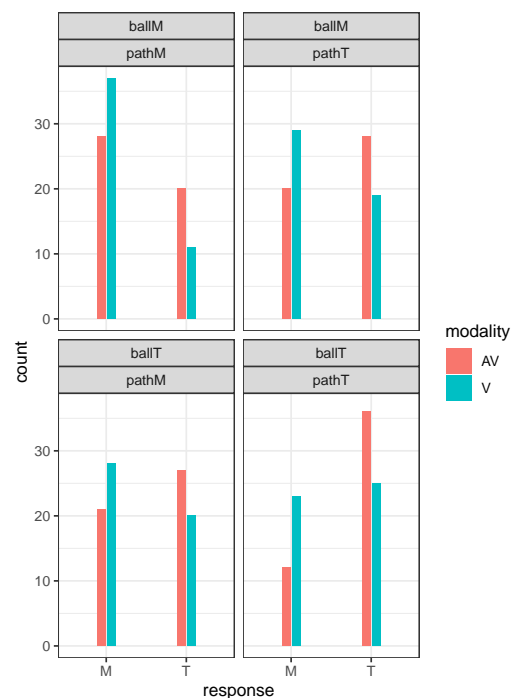 ballM
ballM
pathM
pathT
30
20
10
0
ballT
ballT
pathM
pathT
30
20
10
0
M
T
M
T
response
count
modality
AV
V